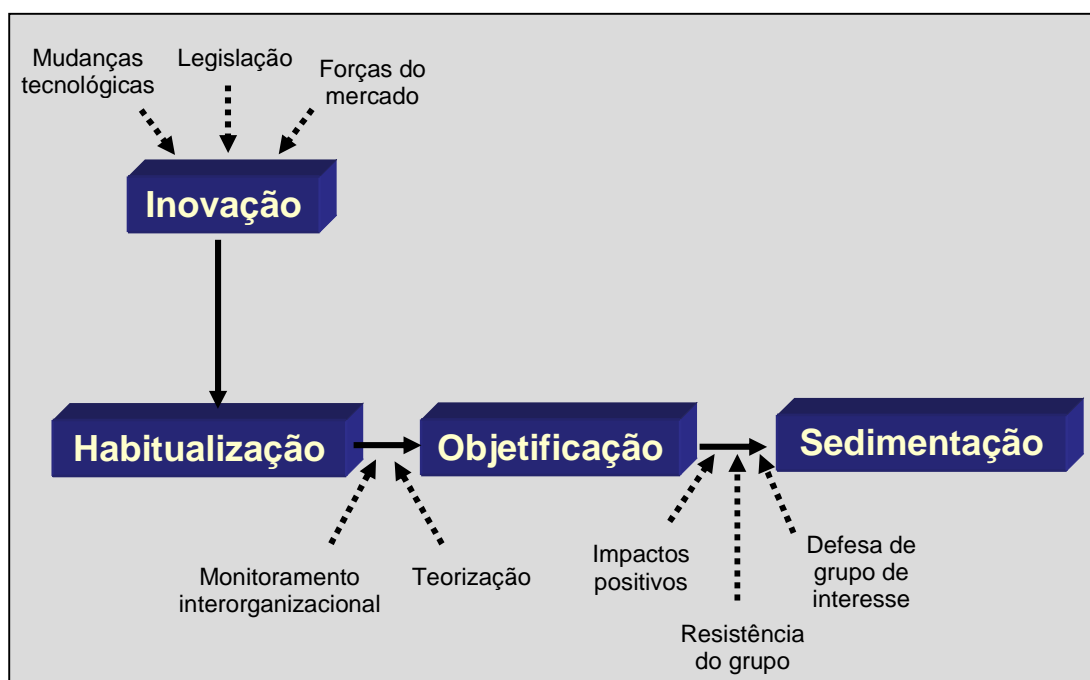 Mudanças
tecnológicas
Legislação
Forças do
mercado
Inovação
Habitualização
Objetificação
Sedimentação
Monitoramento
interorganizacional
Teorização
Impactos
positivos
Resistência
do grupo
Defesa de
grupo de
interesse